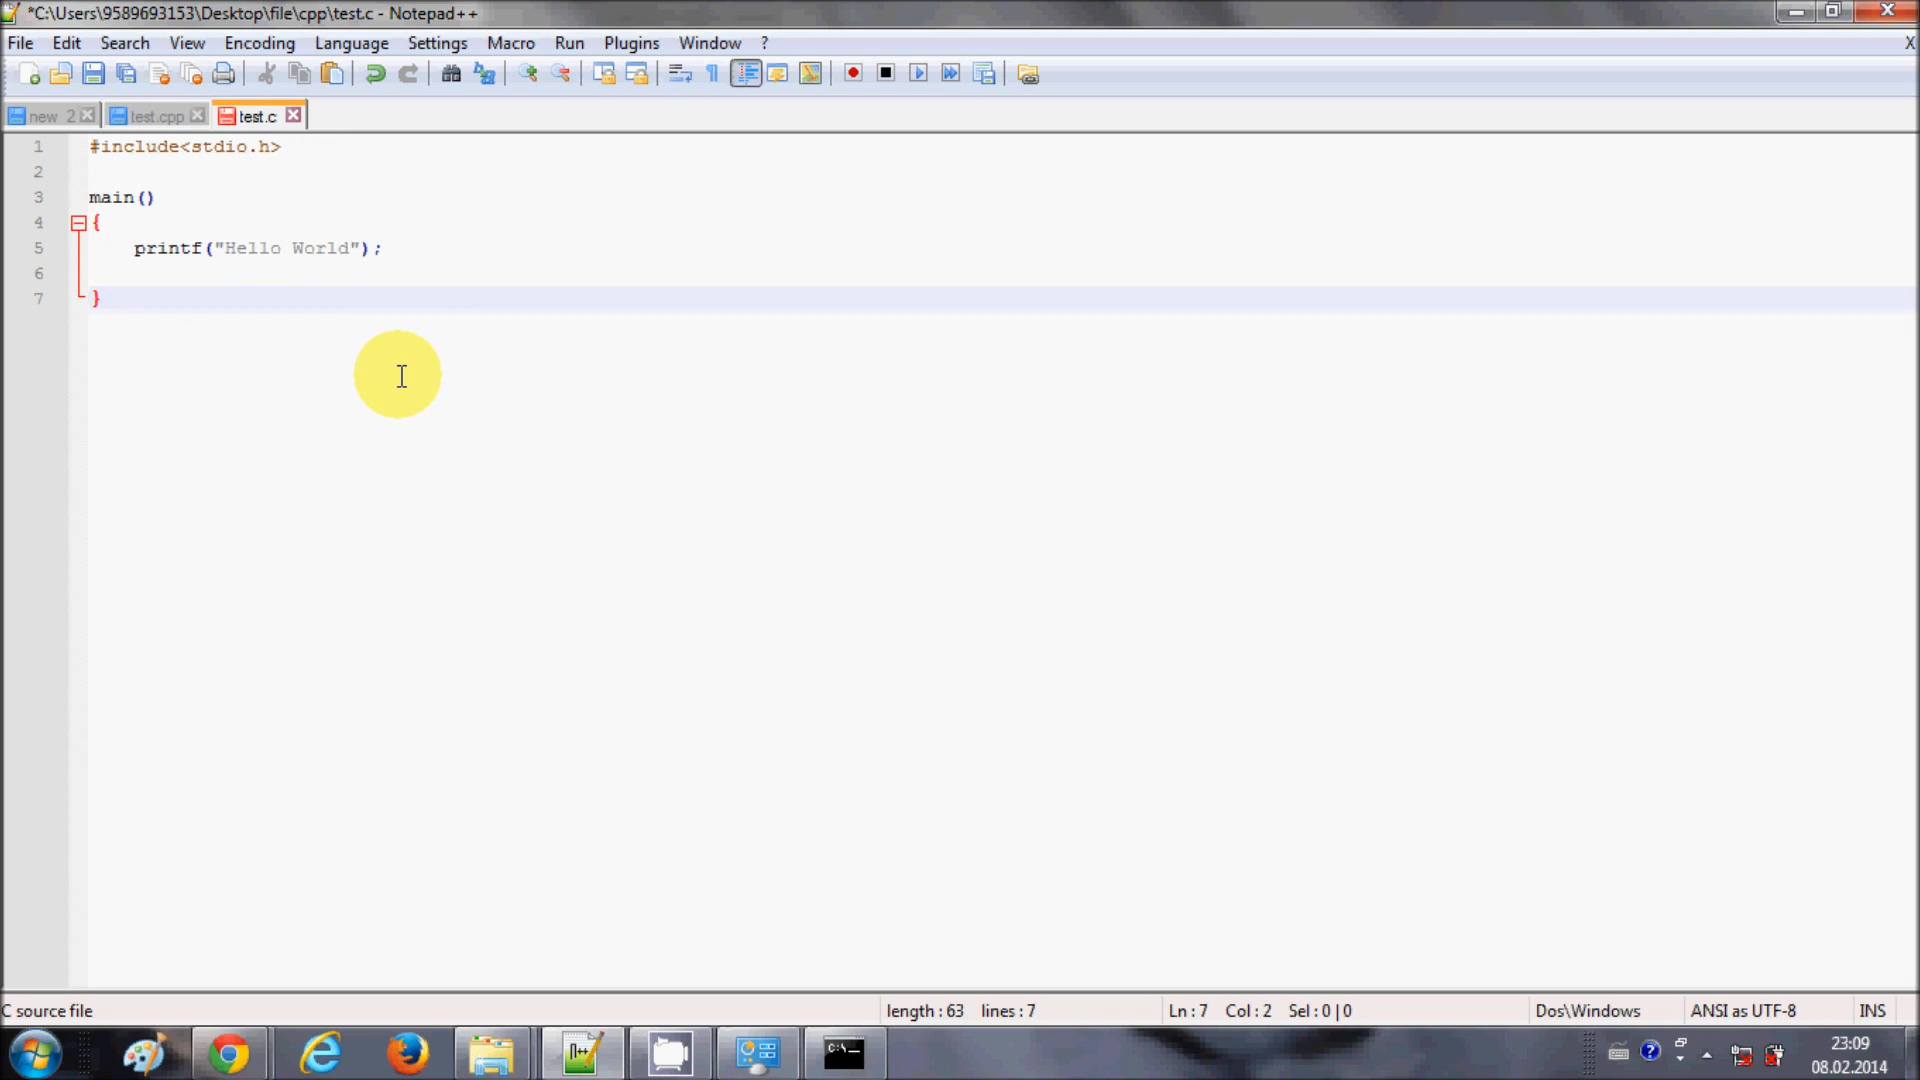 *C:\Users\9589693153\Desktop\file\cpp\test.c - Notepad++
File Edit Search View Encoding Language Settings Macro Run Plugins Window ? X
new 2 test.cpp test.c
1 #include<stdio.h>
2
3 main()
4 {
5 printf("Hello World");
6
7 }
C source file length : 63 lines : 7 Ln : 7 Col : 2 Sel : 0 | 0 Dos\Windows ANSI as UTF-8 INS
23:09
08.02.2014